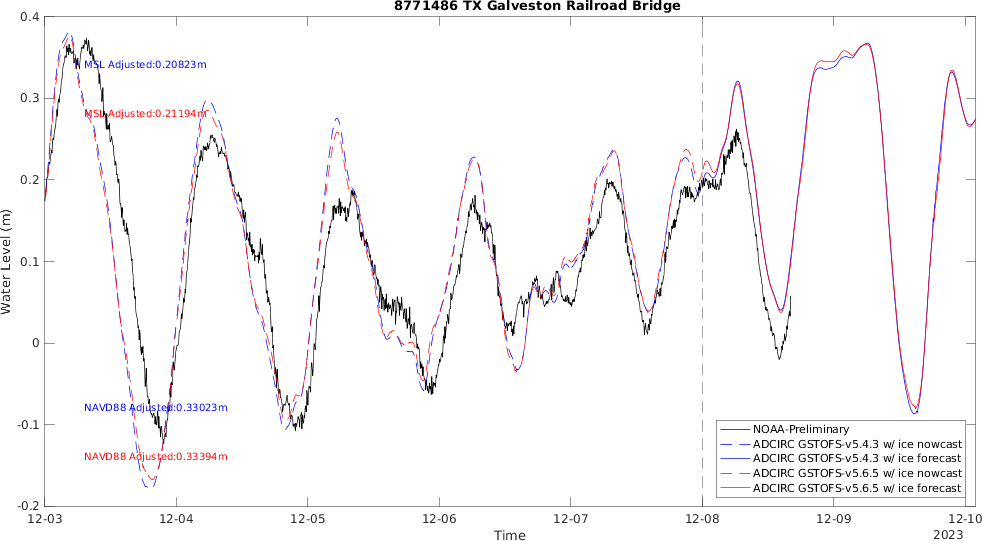 8771486 TX Galveston Railroad Bridge
0.4
0.3
0.2
0.1
0
-0.1
-0.2
Water Level (m)
MSL Adjusted:0.20823m
MSL Adjusted:0.21194m
NAVD88 Adjusted:0.33023m
NAVD88 Adjusted:0.33394m
NOAA-Preliminary
ADCIRC GSTOFS-v5.4.3 w/ ice nowcast
ADCIRC GSTOFS-v5.4.3 w/ ice forecast
ADCIRC GSTOFS-v5.6.5 w/ ice nowcast
ADCIRC GSTOFS-v5.6.5 w/ ice forecast
12-03 12-04 12-05 12-06 12-07 12-08 12-09 12-10
Time
2023